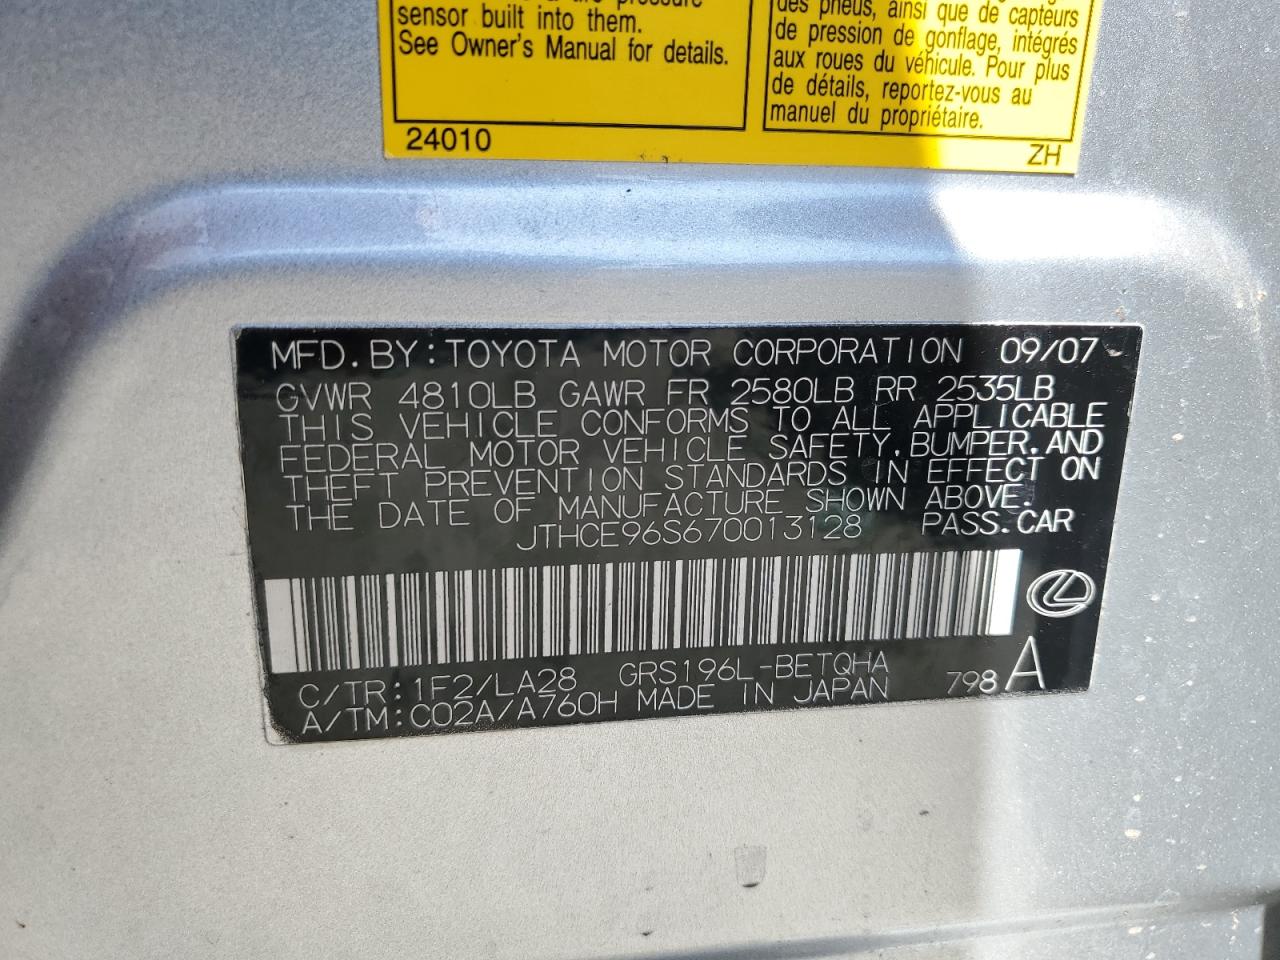 pressure
sensor built into them.
See Owner's Manual for details.
24010
des pneus, ainsi que de capteurs
de pression de gonflage, intégrés
aux roues du véhicule. Pour plus
de détails, reportez-vous au
manuel du propriétaire.
ZH
MFD. BY: TOYOTA MOTOR CORPORATION 09/07
GVWR 4810LB GAWR FR 2580LB RR 2535LB
THIS VEHICLE CONFORMS TO ALL APPLICABLE
FEDERAL MOTOR VEHICLE SAFETY, BUMPER, AND
THEFT PREVENTION STANDARDS IN EFFECT ON
THE DATE OF MANUFACTURE SHOWN ABOVE.
JTHCE96S670013128 PASS. CAR
C/TR: 1F2/LA28 GRS196L-BETQHA 798 A
A/TM: C02A/A760H MADE IN JAPAN